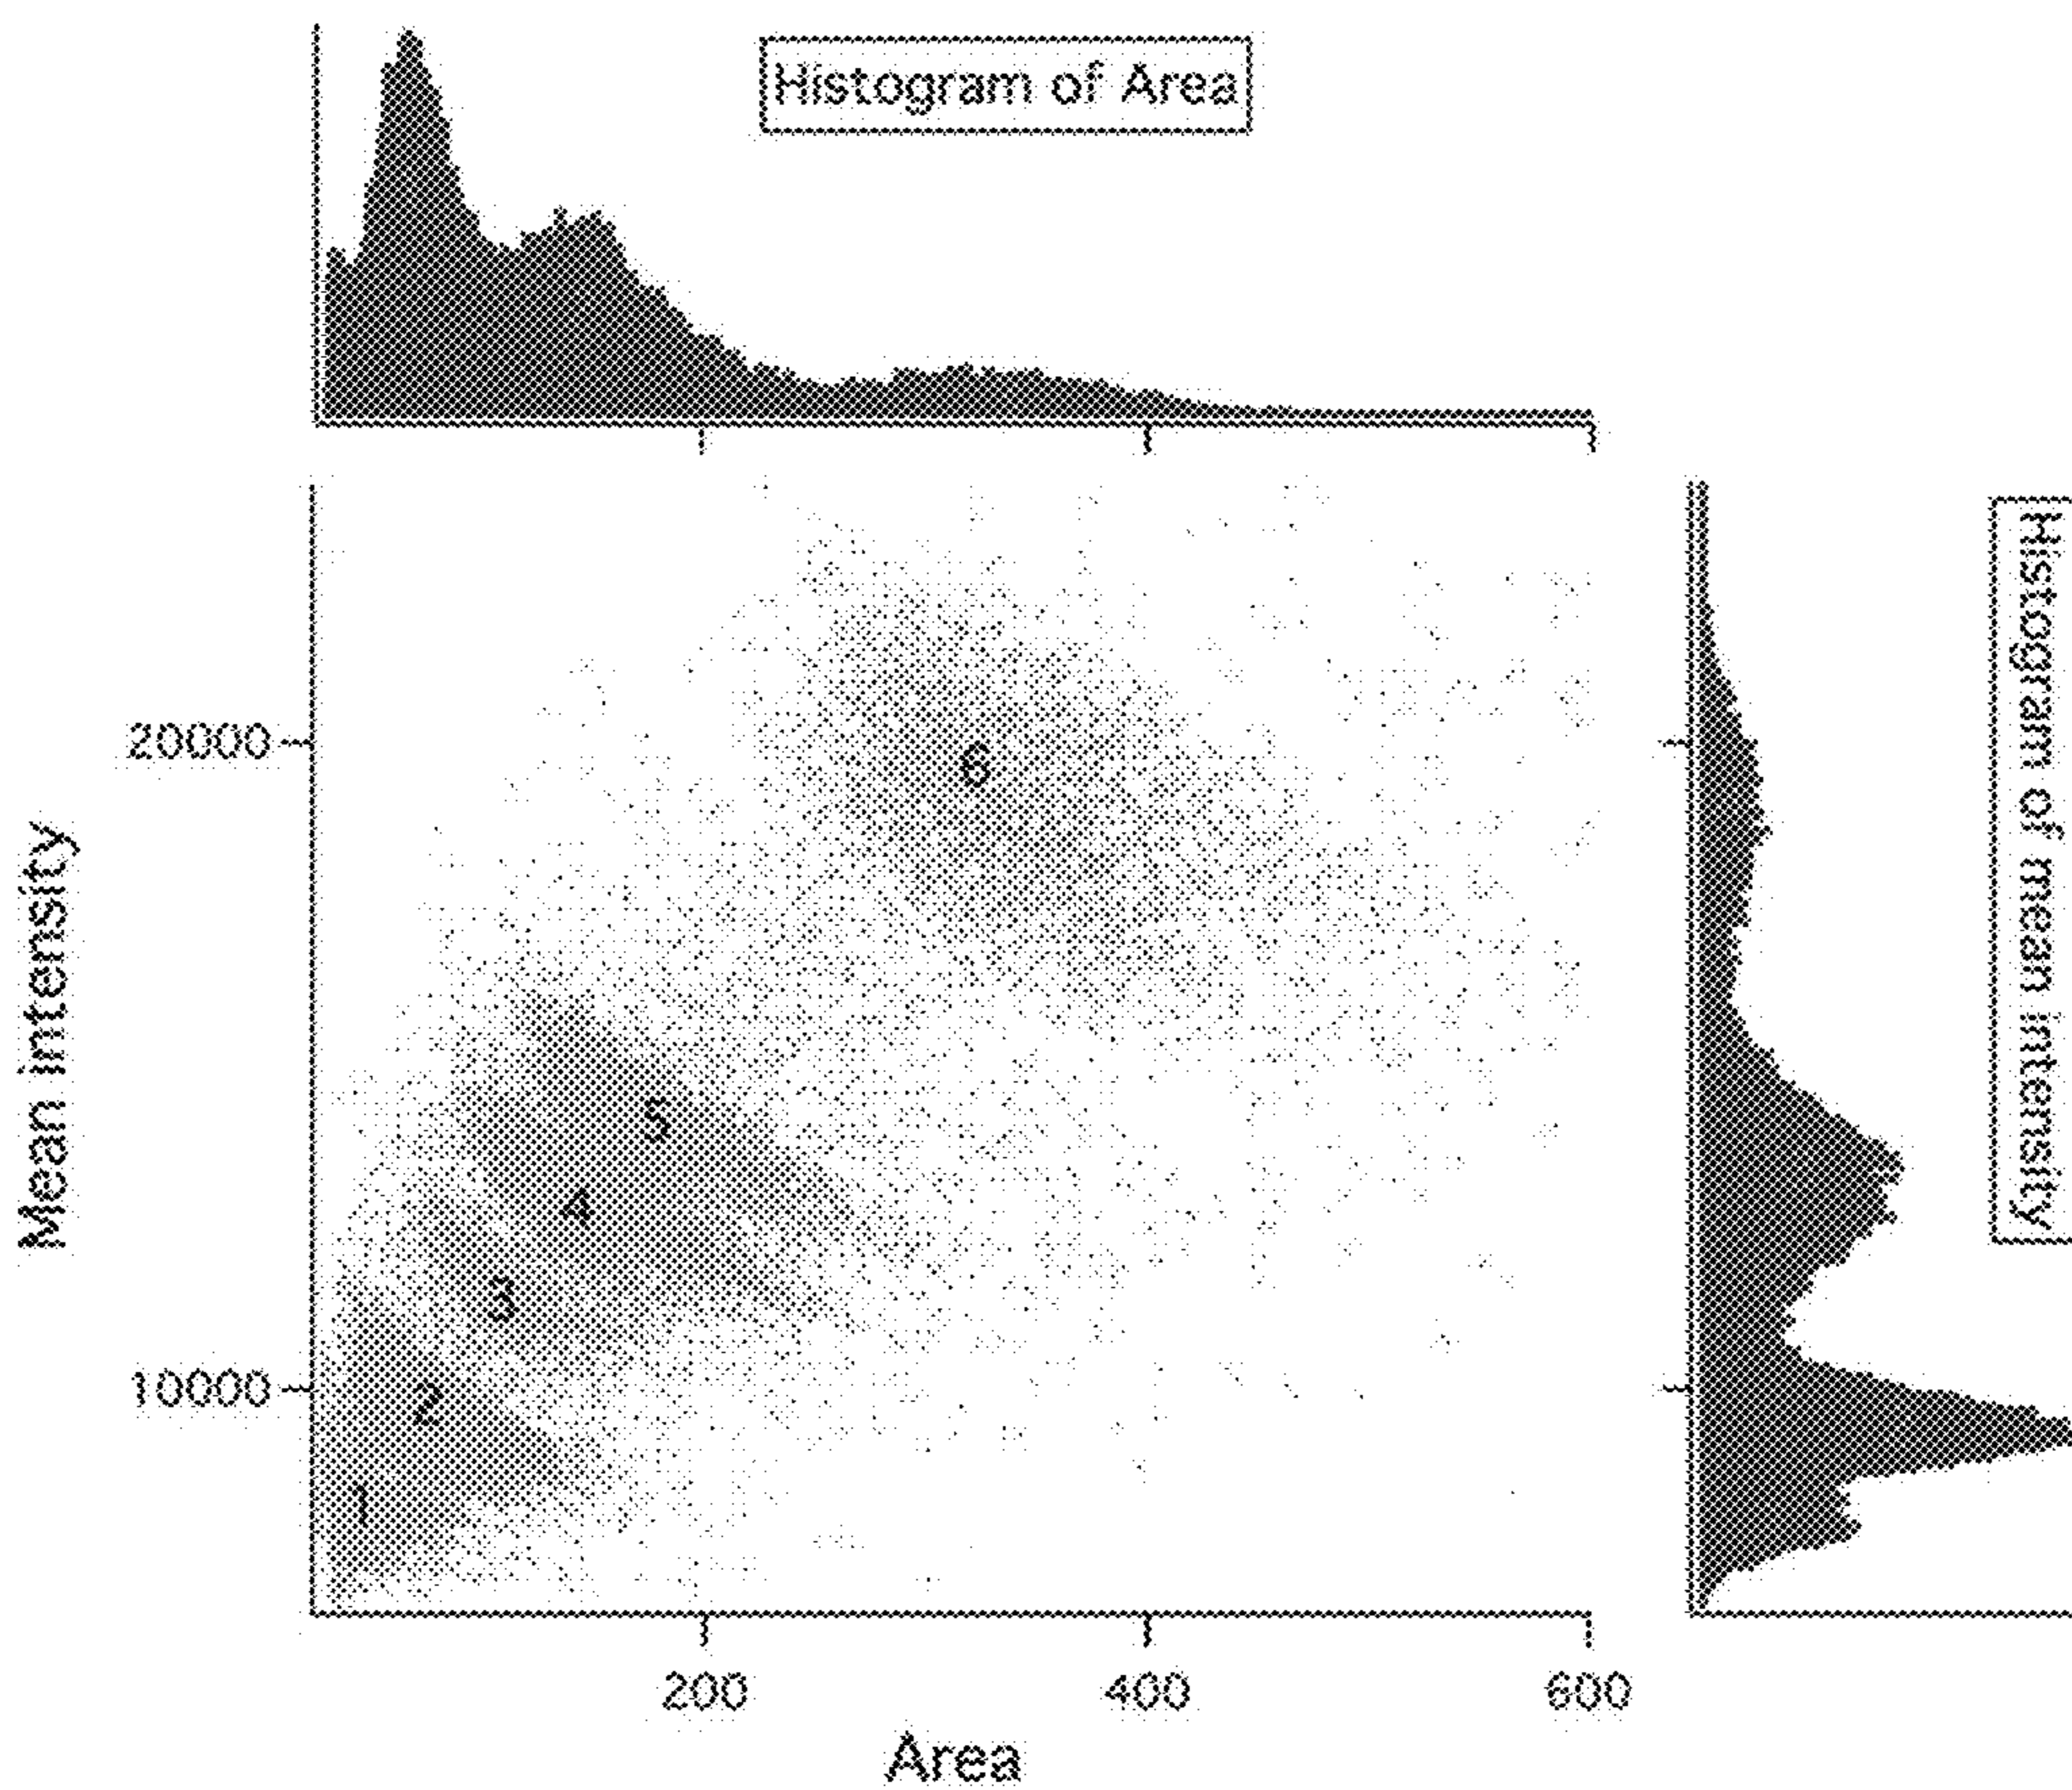 Histogram of Area
Histogram of mean intensity
Mean intensity
20000
10000
6
5
4
3
2
1
200 400 600
Area